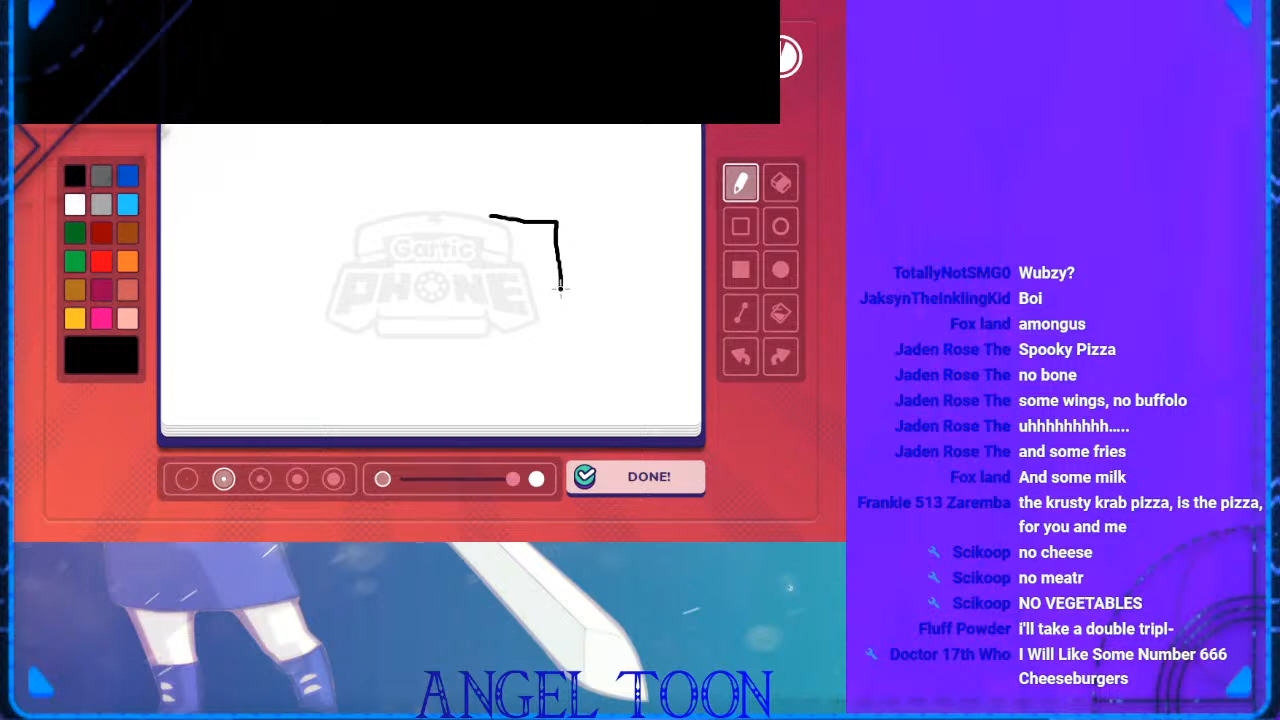 Gartic
PHONE
DONE!
TotallyNotSMG0 Wubzy?
JaksynTheInklingKid Boi
Fox land amongus
Jaden Rose The Spooky Pizza
Jaden Rose The no bone
Jaden Rose The some wings, no buffolo
Jaden Rose The uhhhhhhhhh.....
Jaden Rose The and some fries
Fox land And some milk
Frankie 513 Zaremba the krusty krab pizza, is the pizza,
for you and me
Scikoop no cheese
Scikoop no meatr
Scikoop NO VEGETABLES
Fluff Powder i'll take a double tripl-
Doctor 17th Who I Will Like Some Number 666
Cheeseburgers
ANGEL TOON